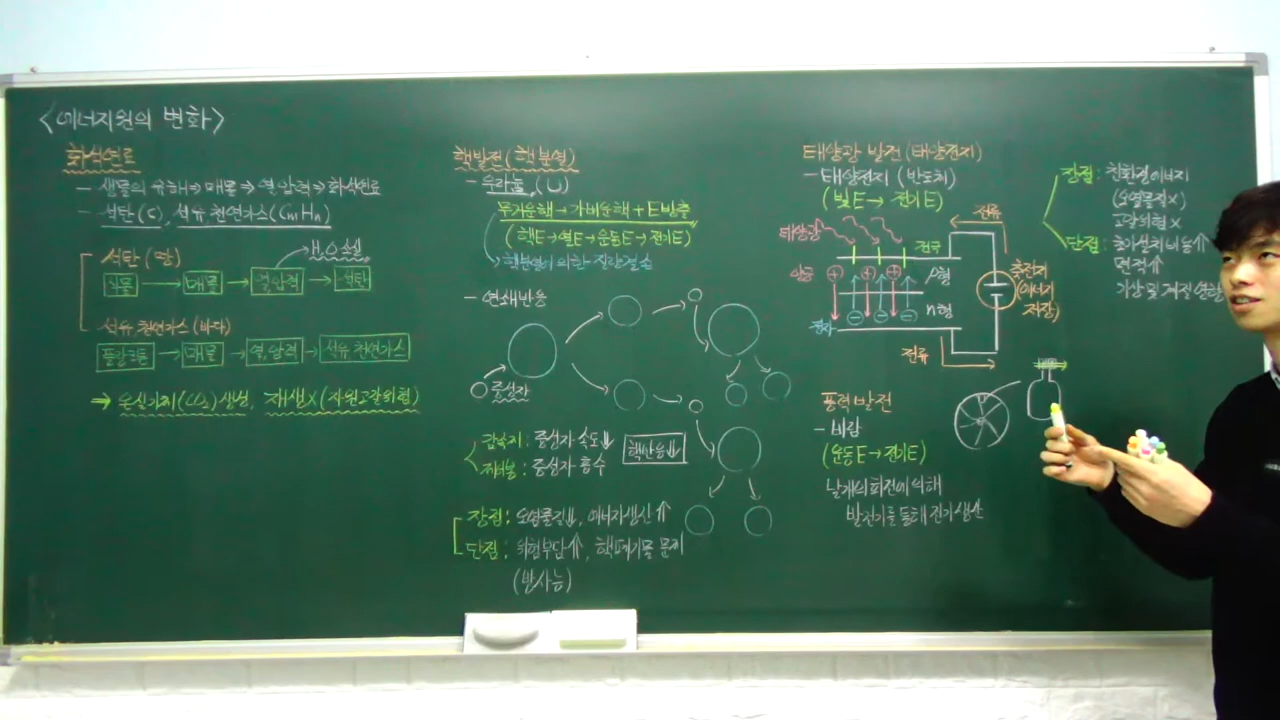 <에너지원의 변화>
화석연료
- 생물의 유해 → 매몰 → 열,압력 → 화석연료
- 석탄(C), 석유 천연가스(CmHn)
석탄(땅)
H,O 손실
식물 → 매몰 → 열,압력 → 석탄
석유 천연가스(바다)
플랑크톤 → 매몰 → 열,압력 → 석유 천연가스
→ 온실기체(CO₂) 생성, 재생X(자원고갈위험)
핵발전(핵분열)
- 우라늄(U)
무거운핵 → 가벼운핵 + E방출
(핵E → 열E → 운동E → 전기E)
핵분열에 의한 질량결손
- 연쇄반응
중성자
감속재: 중성자 속도↓
제어봉: 중성자 흡수
핵반응↓
장점: 오염물질↓, 에너지생산↑
단점: 위험부담↑, 핵폐기물 문제
(방사능)
태양광 발전(태양전지)
- 태양전지 (반도체)
(빛E → 전기E)
태양광
전극
전류
양공
p형
n형
전자
전류
축전지
(에너지
저장)
풍력발전
- 바람
(운동E → 전기E)
날개의 회전에 의해
발전기를 통해 전기생산
장점: 친환경에너지
(오염물질X)
고갈위험X
단점: 초기설치비용↑
면적↑
기상 및 계절 영향